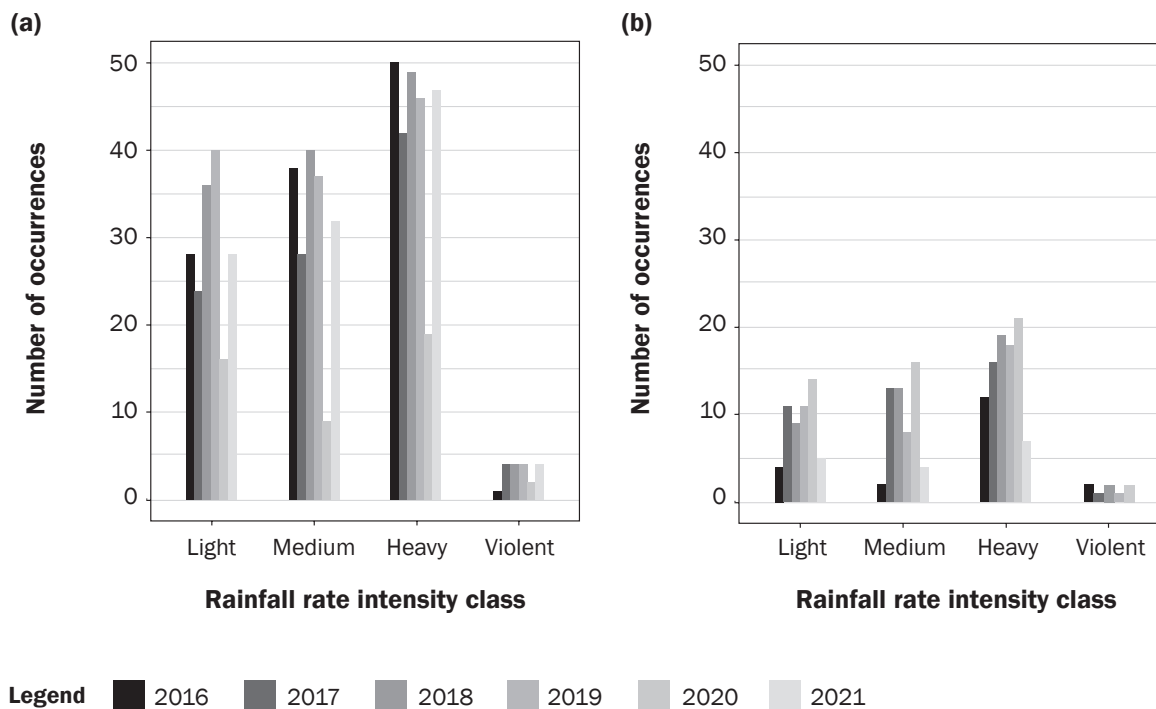 (a)
50
40
30
20
10
0
Number of occurrences
Light Medium Heavy Violent
Rainfall rate intensity class
(b)
50
40
30
20
10
0
Number of occurrences
Light Medium Heavy Violent
Rainfall rate intensity class
Legend 2016 2017 2018 2019 2020 2021